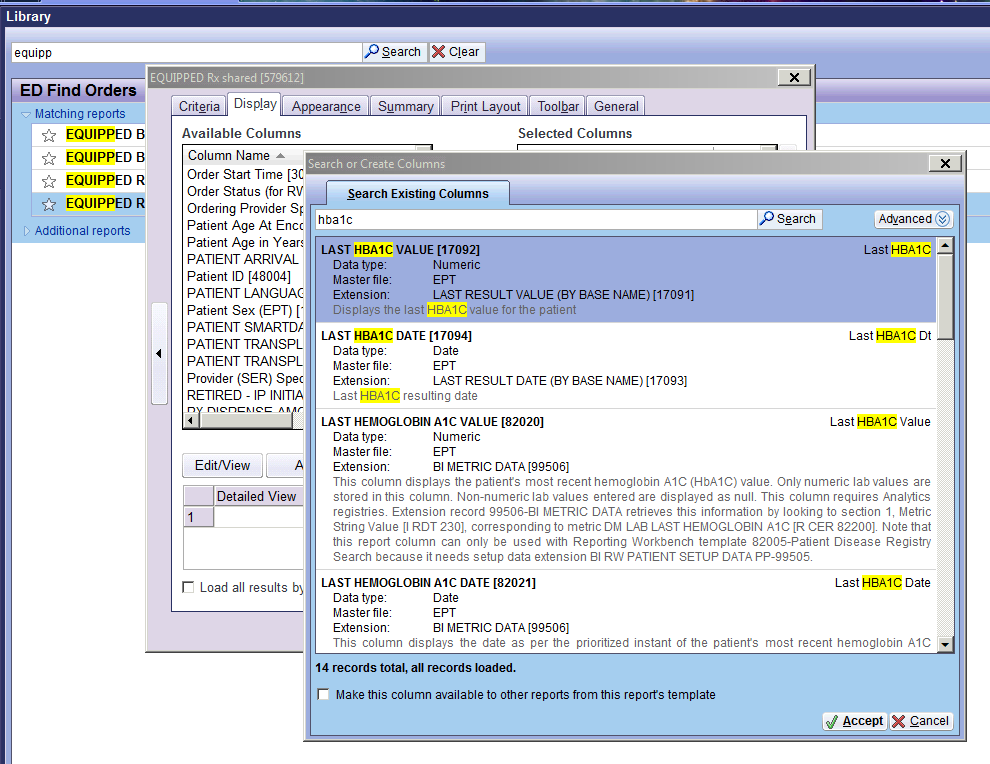 Library
equipp
Search
Clear
ED Find Orders
Matching reports
EQUIPPED B
EQUIPPED B
EQUIPPED R
EQUIPPED R
Additional reports
EQUIPPED Rx shared [579612]
Criteria
Display
Appearance
Summary
Print Layout
Toolbar
General
Available Columns
Selected Columns
Column Name
Order Start Time [30
Order Status (for RW
Ordering Provider Sp
Patient Age At Enco
Patient Age in Years
PATIENT ARRIVAL
Patient ID [48004]
PATIENT LANGUAG
Patient Sex (EPT) [1
PATIENT SMARTDA
PATIENT TRANSPL
PATIENT TRANSPL
Provider (SER) Spec
RETIRED - IP INITIA
RX DISPENSE AMO
Edit/View
A
Detailed View
1
Load all results by
Search or Create Columns
Search Existing Columns
hba1c
Search
Advanced
LAST HBA1C VALUE [17092] Last HBA1C
Data type: Numeric
Master file: EPT
Extension: LAST RESULT VALUE (BY BASE NAME) [17091]
Displays the last HBA1C value for the patient
LAST HBA1C DATE [17094] Last HBA1C Dt
Data type: Date
Master file: EPT
Extension: LAST RESULT DATE (BY BASE NAME) [17093]
Last HBA1C resulting date
LAST HEMOGLOBIN A1C VALUE [82020] Last HBA1C Value
Data type: Numeric
Master file: EPT
Extension: BI METRIC DATA [99506]
This column displays the patient's most recent hemoglobin A1C (HbA1C) value. Only numeric lab values are
stored in this column. Non-numeric lab values entered are displayed as null. This column requires Analytics
registries. Extension record 99506-BI METRIC DATA retrieves this information by looking to section 1, Metric
String Value [I RDT 230], corresponding to metric DM LAB LAST HEMOGLOBIN A1C [R CER 82200]. Note that
this report column can only be used with Reporting Workbench template 82005-Patient Disease Registry
Search because it needs setup data extension BI RW PATIENT SETUP DATA PP-99505.
LAST HEMOGLOBIN A1C DATE [82021] Last HBA1C Date
Data type: Date
Master file: EPT
Extension: BI METRIC DATA [99506]
This column displays the date as per the prioritized instant of the patient's most recent hemoglobin A1C
14 records total, all records loaded.
Make this column available to other reports from this report's template
Accept
Cancel